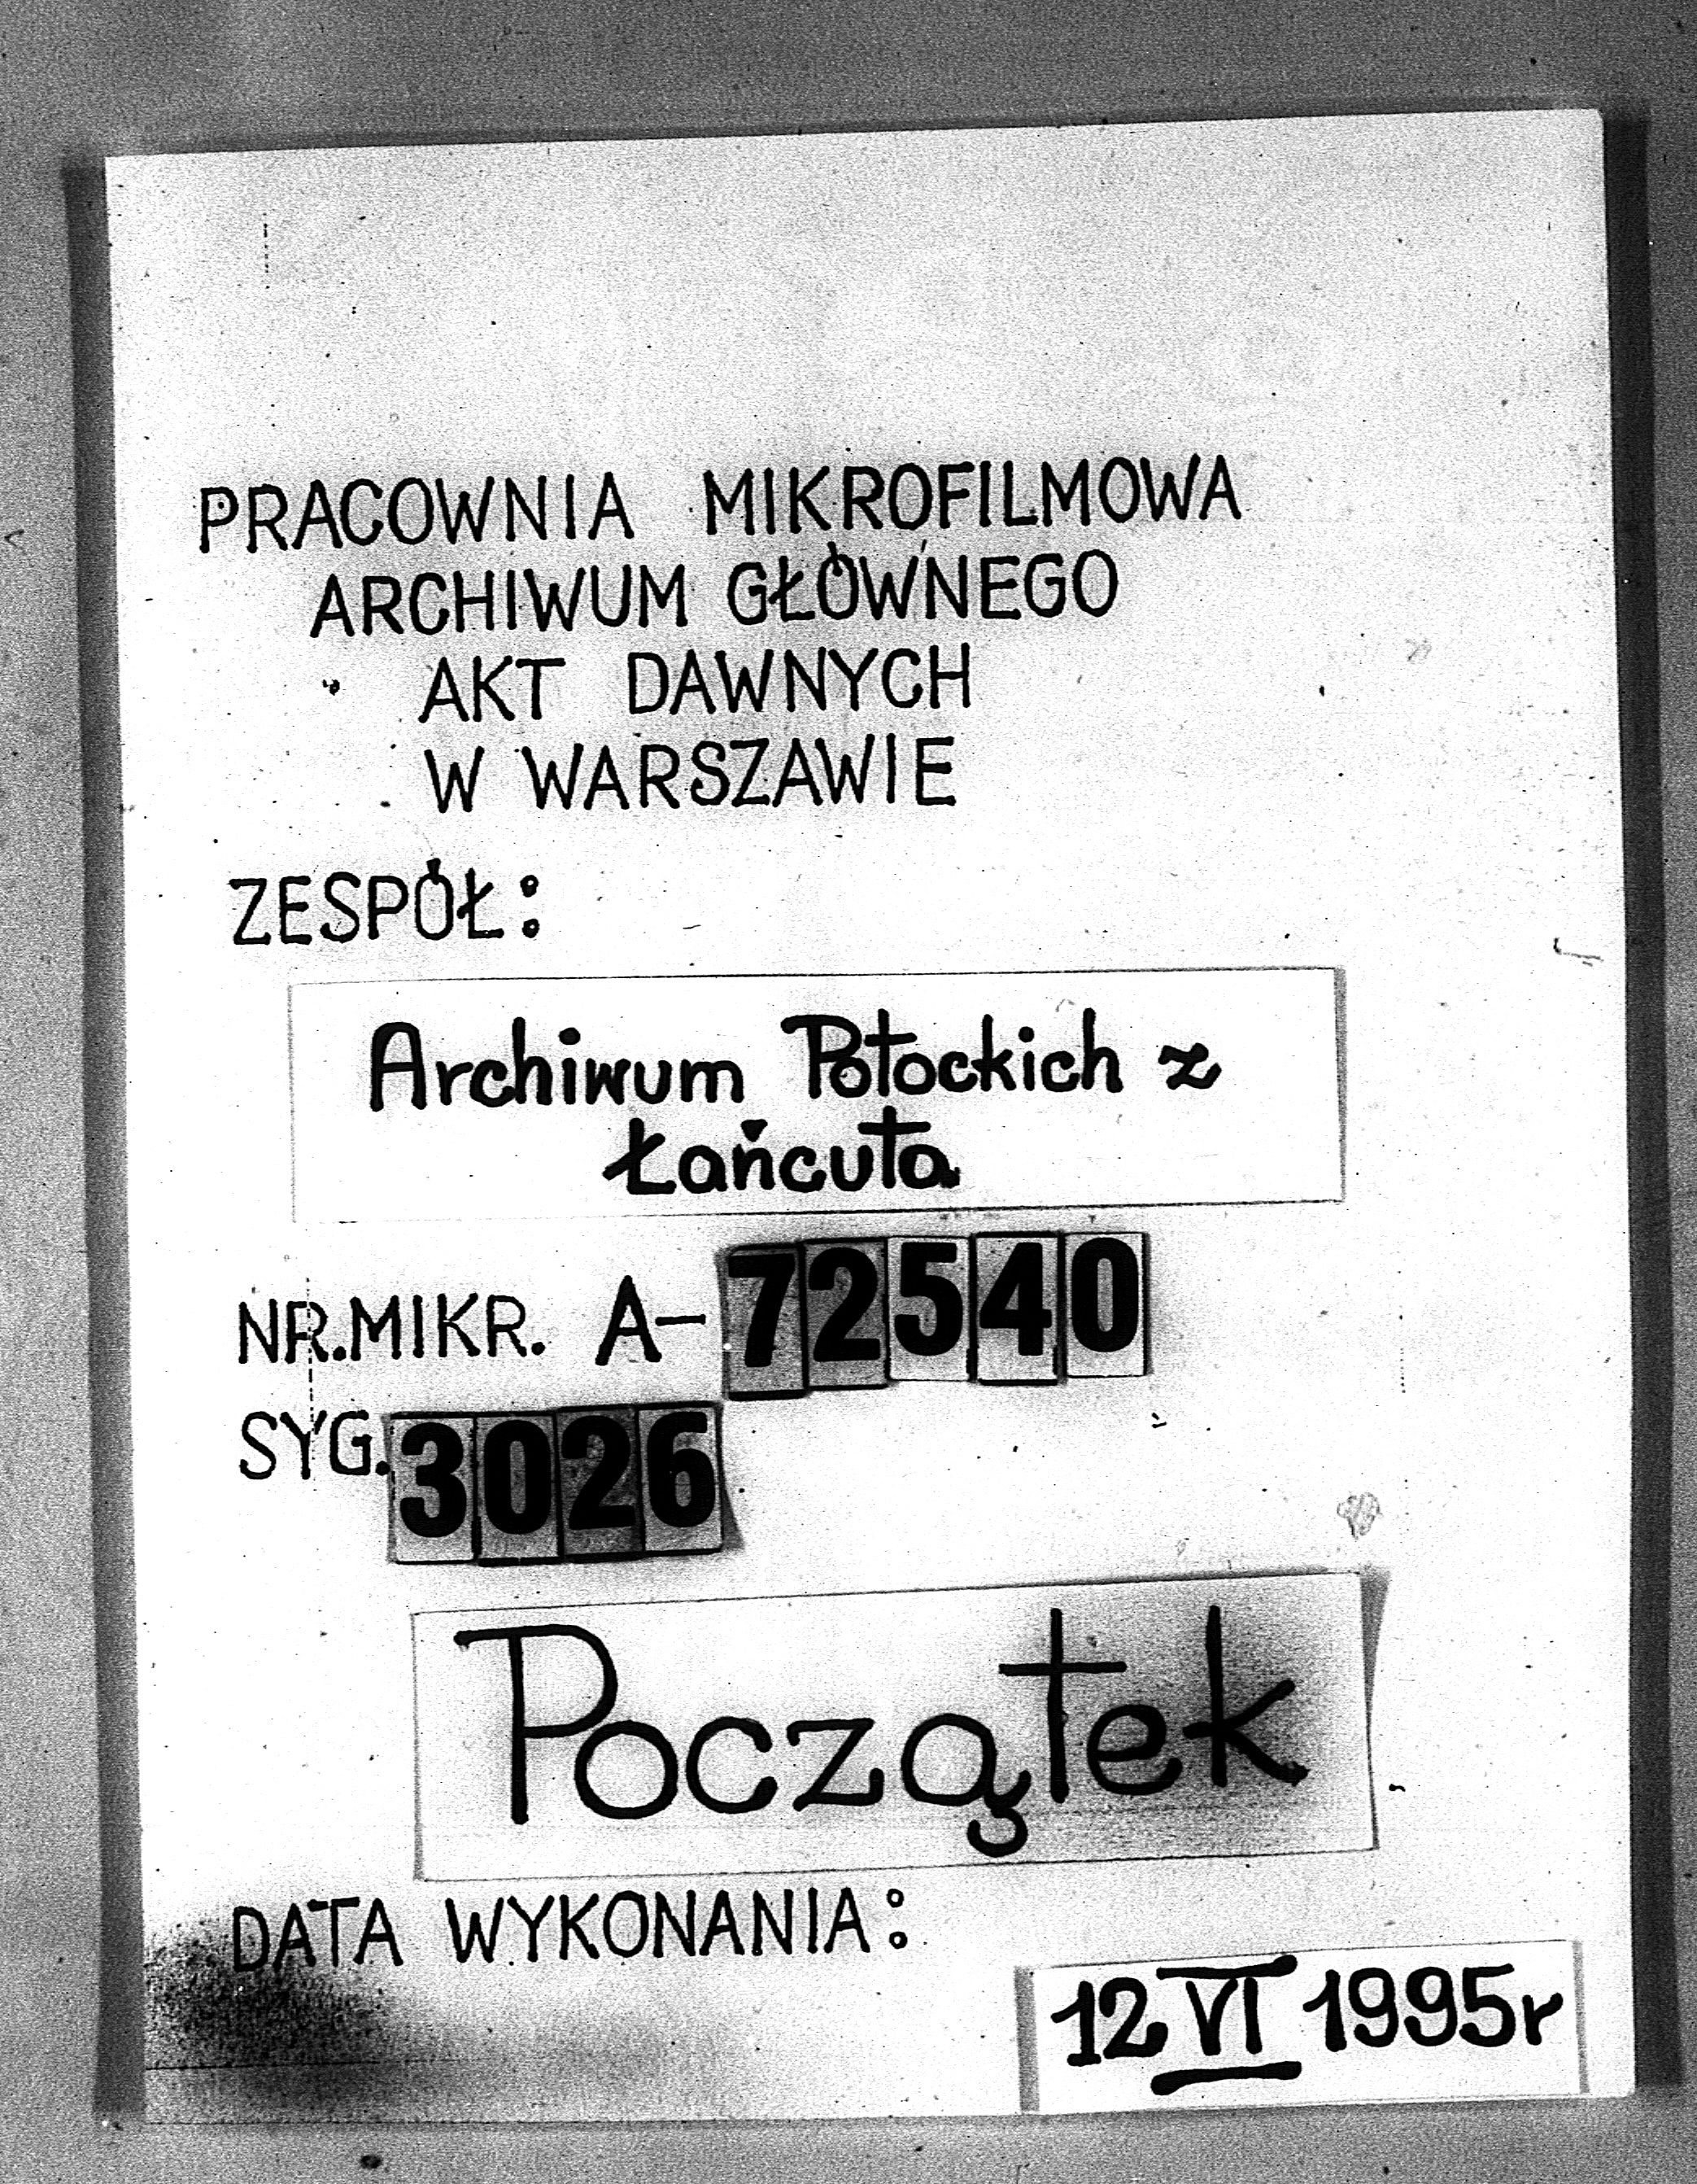 PRACOWNIA MIKROFILMOWA
ARCHIWUM GŁÓWNEGO
AKT DAWNYCH
W WARSZAWIE
ZESPÓŁ:
Archiwum Potockich z
Łańcuta
NR.MIKR. A-72540
SYG. 3026
Początek
DATA WYKONANIA:
12 VI 1995r